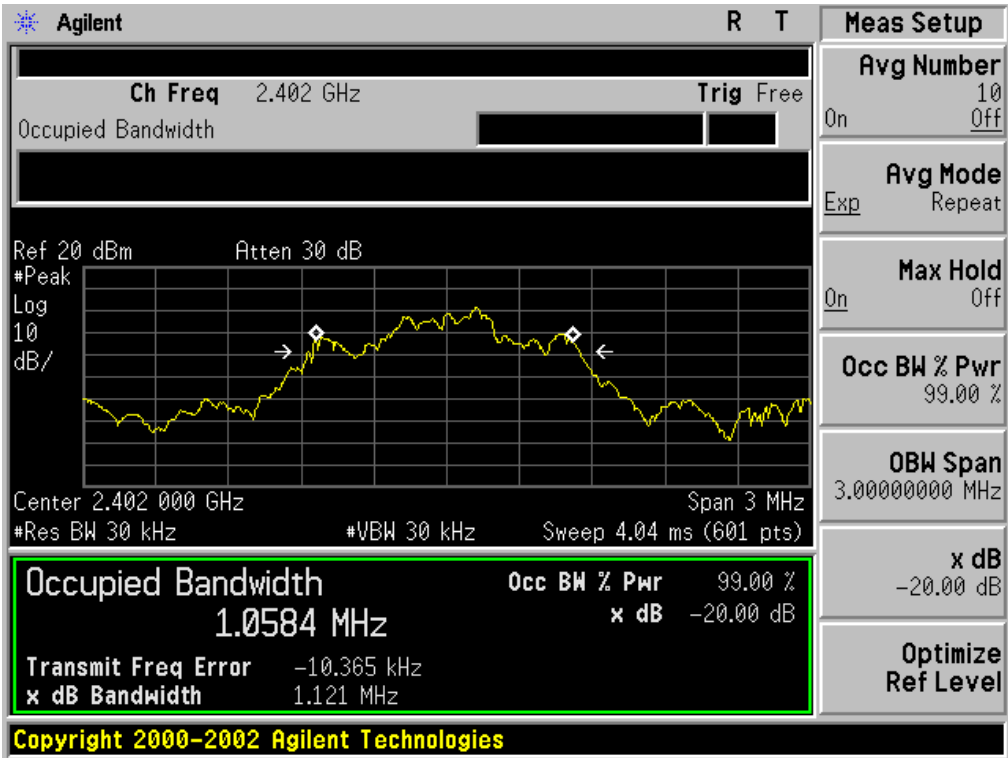 Agilent R T
Ch Freq 2.402 GHz Trig Free
Occupied Bandwidth
Ref 20 dBm Atten 30 dB
#Peak
Log
10
dB/
Center 2.402 000 GHz Span 3 MHz
#Res BW 30 kHz #VBW 30 kHz Sweep 4.04 ms (601 pts)
Occupied Bandwidth
1.0584 MHz
Occ BW % Pwr 99.00 %
x dB -20.00 dB
Transmit Freq Error -10.365 kHz
x dB Bandwidth 1.121 MHz
Copyright 2000-2002 Agilent Technologies
Meas Setup
Avg Number
10
On Off
Avg Mode
Exp Repeat
Max Hold
On Off
Occ BW % Pwr
99.00 %
OBW Span
3.00000000 MHz
x dB
-20.00 dB
Optimize
Ref Level